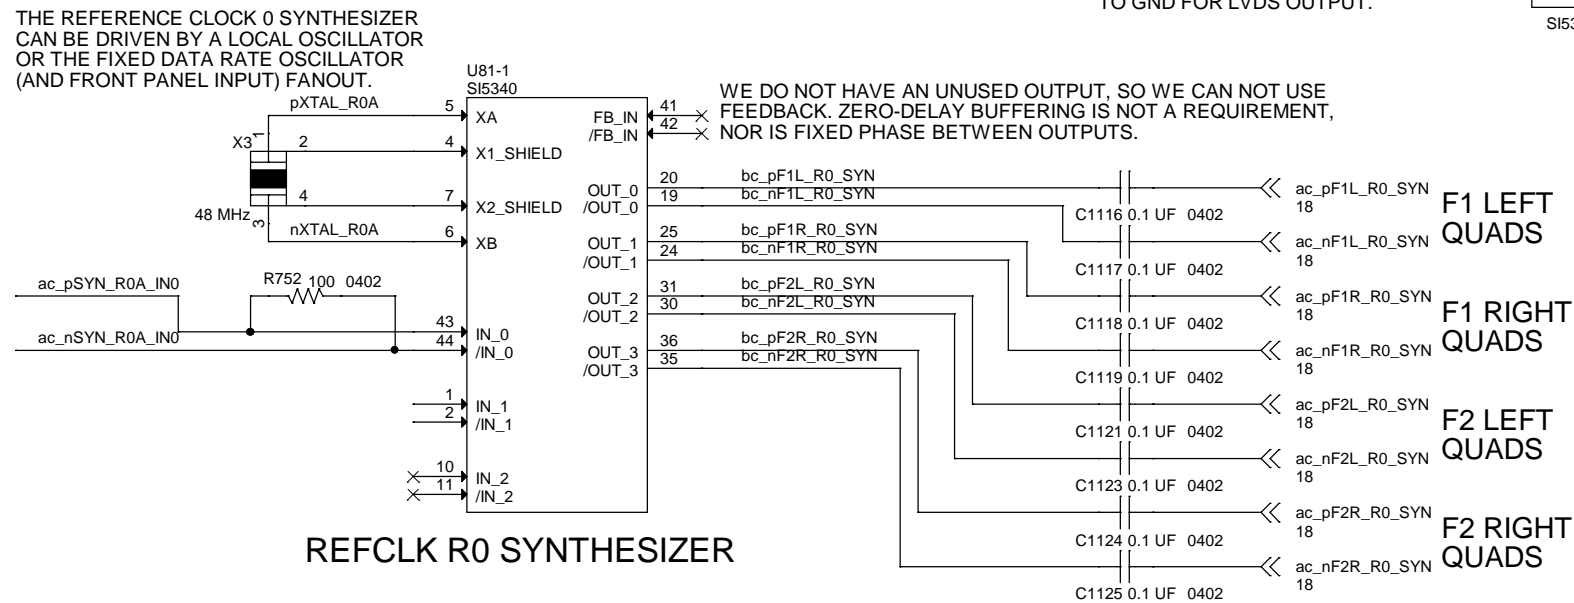 TO GND FOR LVDS OUTPUT.
THE REFERENCE CLOCK 0 SYNTHESIZER
CAN BE DRIVEN BY A LOCAL OSCILLATOR
OR THE FIXED DATA RATE OSCILLATOR
(AND FRONT PANEL INPUT) FANOUT.
U81-1
SI5340
WE DO NOT HAVE AN UNUSED OUTPUT, SO WE CAN NOT USE
FEEDBACK. ZERO-DELAY BUFFERING IS NOT A REQUIREMENT,
NOR IS FIXED PHASE BETWEEN OUTPUTS.
pXTAL_R0A
5
XA
X3
1
2
4
X1_SHIELD
4
7
X2_SHIELD
48 MHz
3
nXTAL_R0A
6
XB
ac_pSYN_R0A_IN0
R752 100 0402
43
IN_0
ac_nSYN_R0A_IN0
44
/IN_0
1
IN_1
2
/IN_1
10
IN_2
11
/IN_2
FB_IN
41
/FB_IN
42
OUT_0
20
bc_pF1L_R0_SYN
/OUT_0
19
bc_nF1L_R0_SYN
OUT_1
25
bc_pF1R_R0_SYN
/OUT_1
24
bc_nF1R_R0_SYN
OUT_2
31
bc_pF2L_R0_SYN
/OUT_2
30
bc_nF2L_R0_SYN
OUT_3
36
bc_pF2R_R0_SYN
/OUT_3
35
bc_nF2R_R0_SYN
C1116 0.1 UF 0402
C1117 0.1 UF 0402
C1118 0.1 UF 0402
C1119 0.1 UF 0402
C1121 0.1 UF 0402
C1123 0.1 UF 0402
C1124 0.1 UF 0402
C1125 0.1 UF 0402
ac_pF1L_R0_SYN
18
ac_nF1L_R0_SYN
18
F1 LEFT
QUADS
ac_pF1R_R0_SYN
18
ac_nF1R_R0_SYN
18
F1 RIGHT
QUADS
ac_pF2L_R0_SYN
18
ac_nF2L_R0_SYN
18
F2 LEFT
QUADS
ac_pF2R_R0_SYN
18
ac_nF2R_R0_SYN
18
F2 RIGHT
QUADS
REFCLK R0 SYNTHESIZER